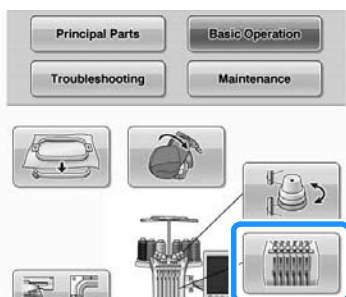 Principal Parts
Basic Operation
Troubleshooting
Maintenance